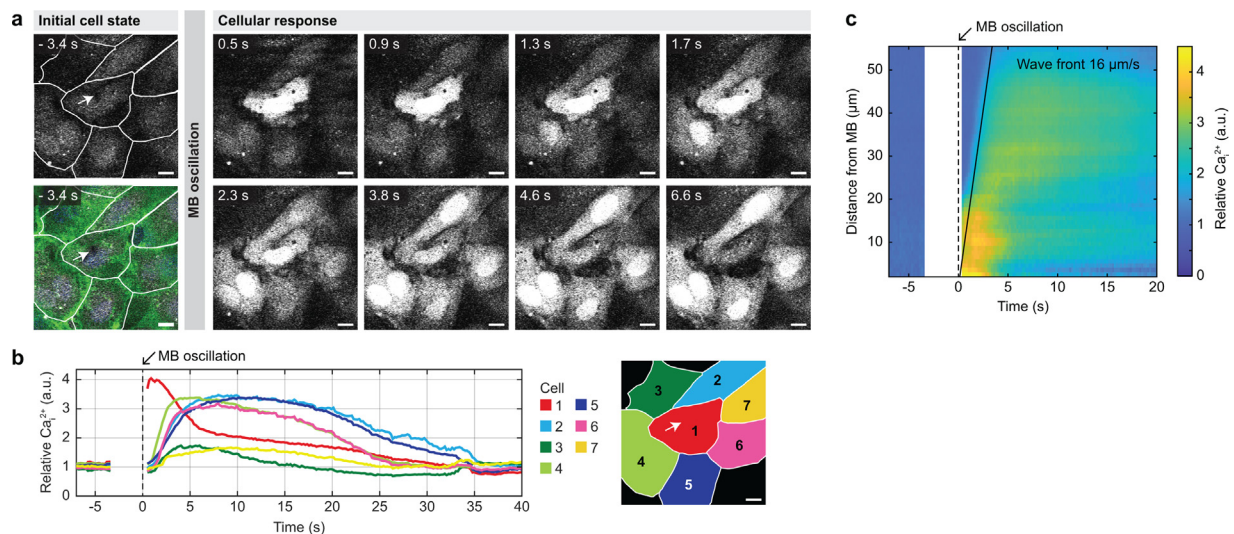 a
Initial cell state
MB oscillation
Cellular response
- 3.4 s
0.5 s
0.9 s
1.3 s
1.7 s
- 3.4 s
2.3 s
3.8 s
4.6 s
6.6 s
b
MB oscillation
Relative Caᵢ²⁺ (a.u.)
4
3
2
1
0
-5
0
5
10
15
20
25
30
35
40
Time (s)
Cell
1
2
3
4
5
6
7
3
2
7
1
4
6
5
c
MB oscillation
Wave front 16 µm/s
Distance from MB (µm)
50
40
30
20
10
-5
0
5
10
15
20
Time (s)
4
3
2
1
0
Relative Caᵢ²⁺ (a.u.)